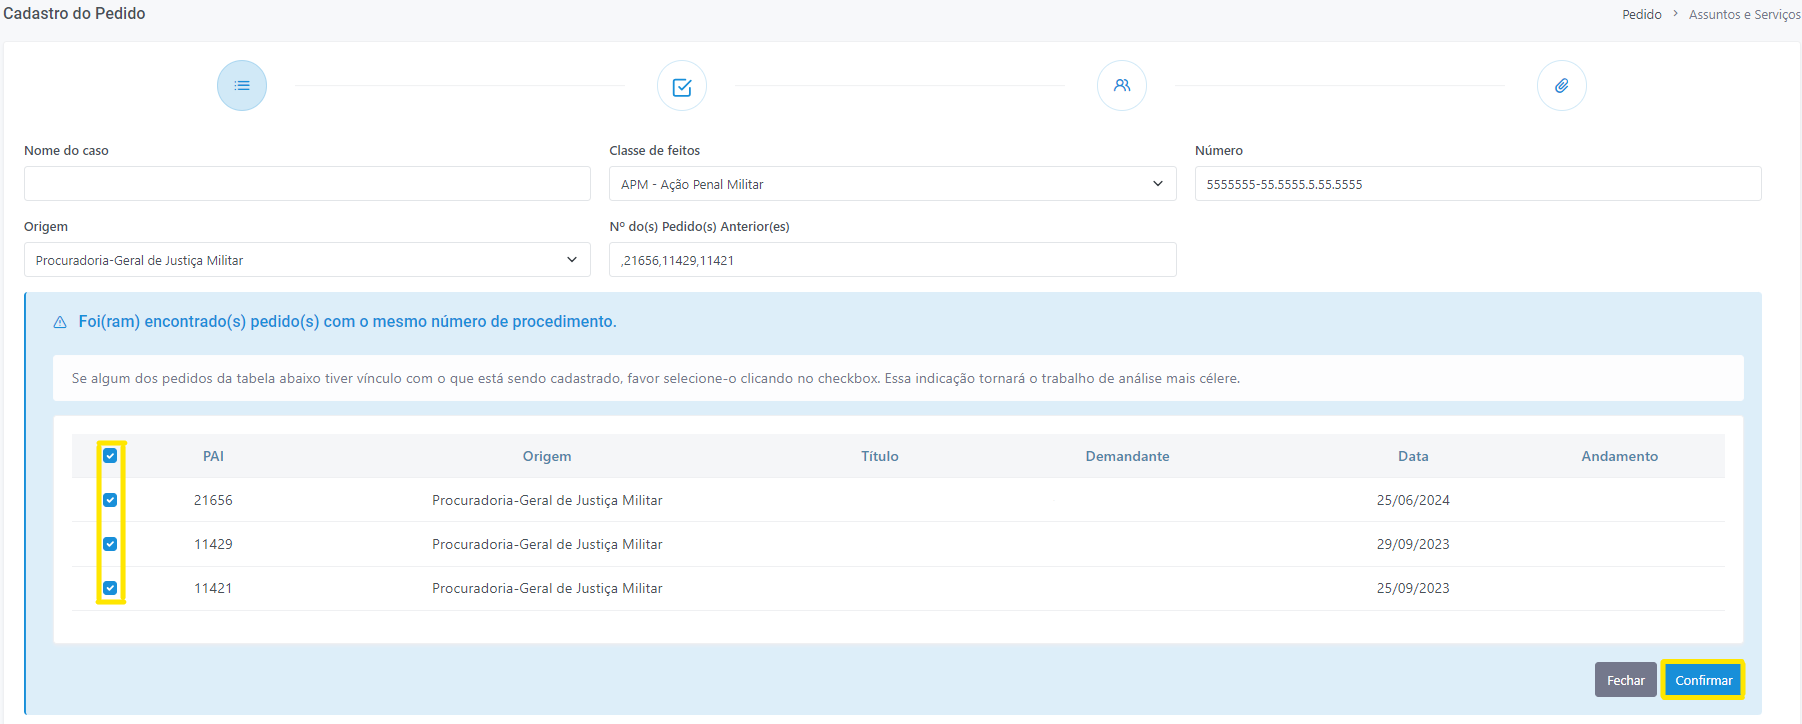 Cadastro do Pedido
Pedido > Assuntos e Serviços
Nome do caso
Classe de feitos
Número
APM - Ação Penal Militar
5555555-55.5555.5.55.5555
Origem
Nº do(s) Pedido(s) Anterior(es)
Procuradoria-Geral de Justiça Militar
,21656,11429,11421
Foi(ram) encontrado(s) pedido(s) com o mesmo número de procedimento.
Se algum dos pedidos da tabela abaixo tiver vínculo com o que está sendo cadastrado, favor selecione-o clicando no checkbox. Essa indicação tornará o trabalho de análise mais célere.
PAI Origem Título Demandante Data Andamento
21656 Procuradoria-Geral de Justiça Militar 25/06/2024
11429 Procuradoria-Geral de Justiça Militar 29/09/2023
11421 Procuradoria-Geral de Justiça Militar 25/09/2023
Fechar Confirmar